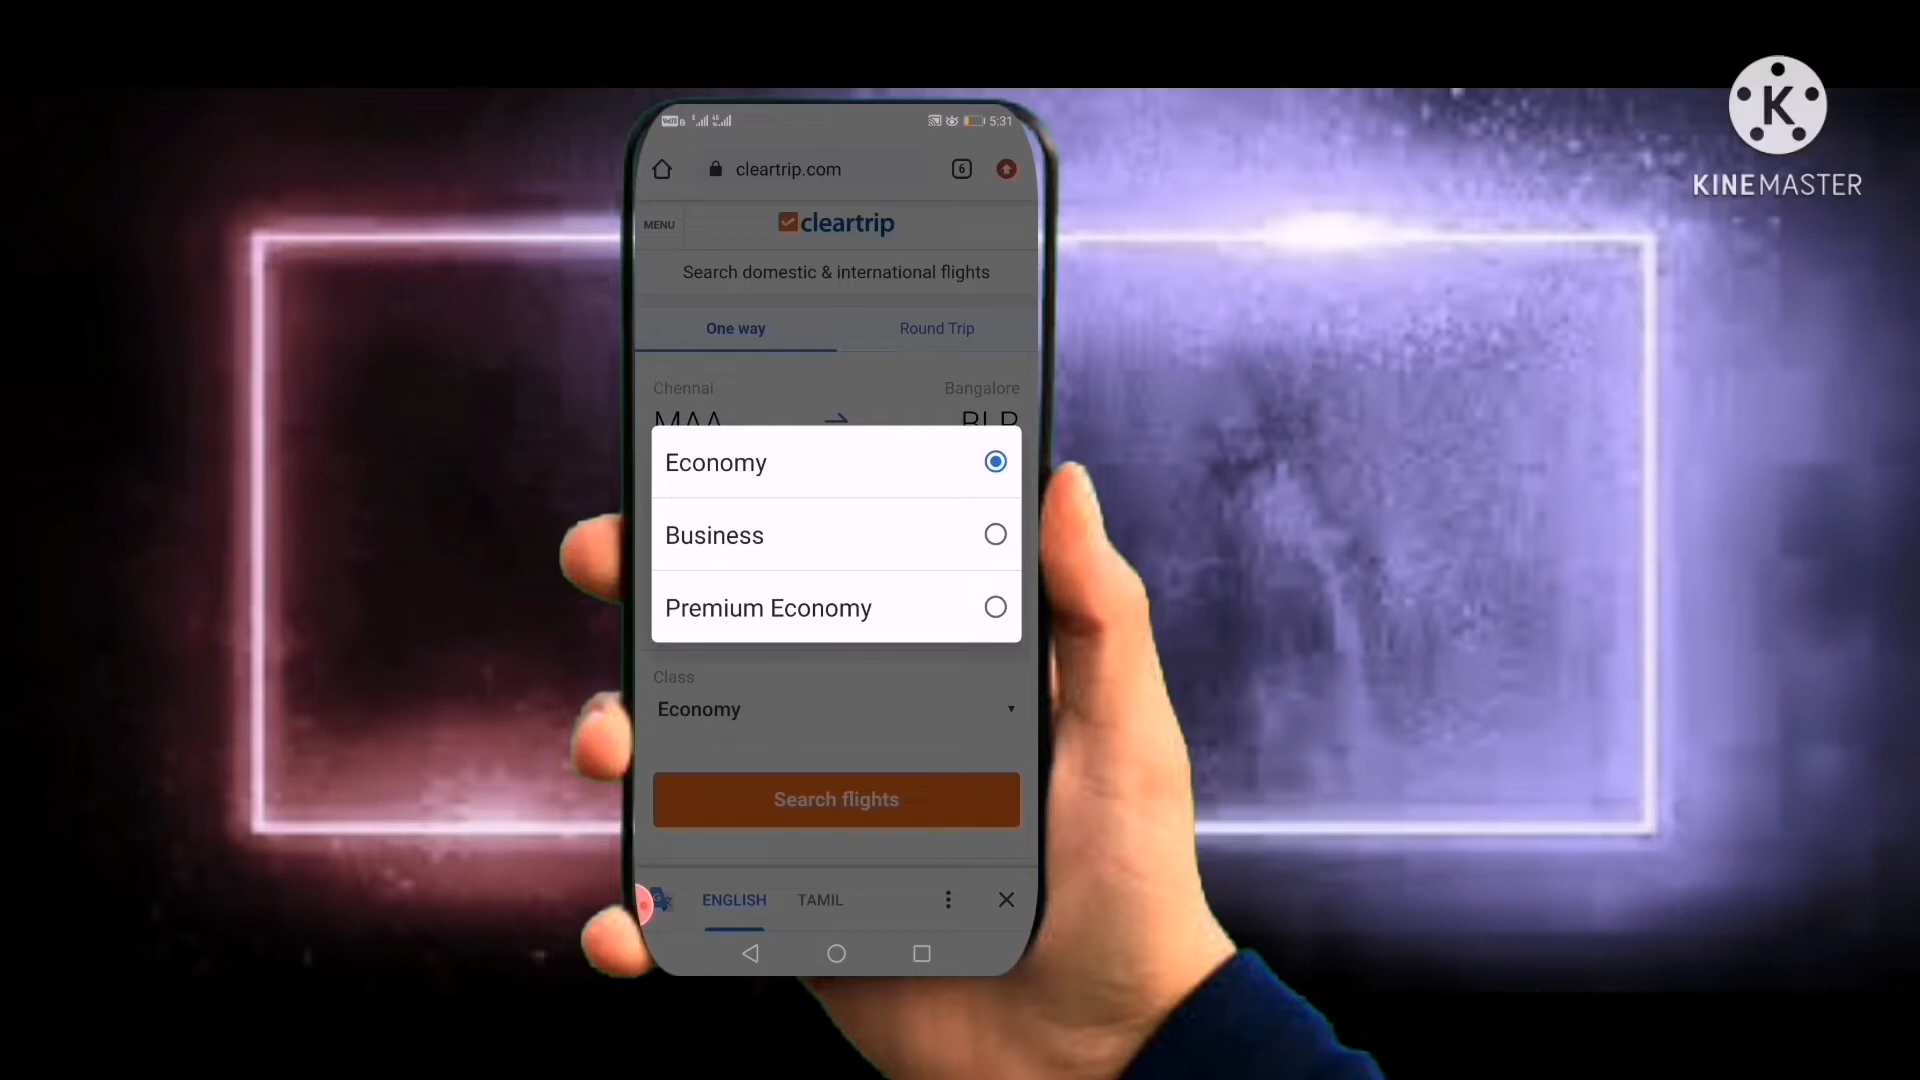 5:31
cleartrip.com
6
MENU
cleartrip
Search domestic & international flights
One way
Round Trip
Chennai
Bangalore
MAA
BLR
Economy
Business
Premium Economy
Class
Economy
Search flights
ENGLISH
TAMIL
K
KINEMASTER